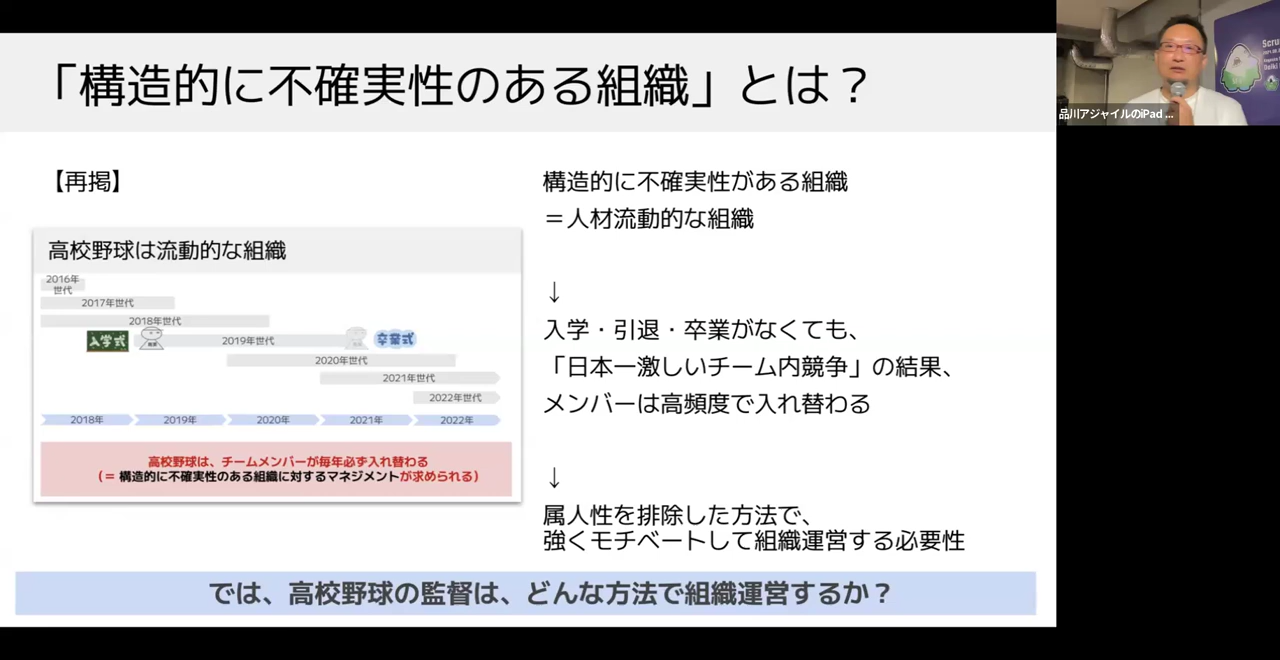 「構造的に不確実性のある組織」とは？
【再掲】
高校野球は流動的な組織
2016年
世代
2017年世代
2018年世代
入学式
2019年世代
卒業式
2020年世代
2021年世代
2022年世代
2018年
2019年
2020年
2021年
2022年
高校野球は、チームメンバーが毎年必ず入れ替わる
（＝ 構造的に不確実性のある組織に対するマネジメントが求められる）
構造的に不確実性がある組織
＝人材流動的な組織
↓
入学・引退・卒業がなくても、
「日本一激しいチーム内競争」の結果、
メンバーは高頻度で入れ替わる
↓
属人性を排除した方法で、
強くモチベートして組織運営する必要性
では、高校野球の監督は、どんな方法で組織運営するか？
品川アジャイルのiPad ...